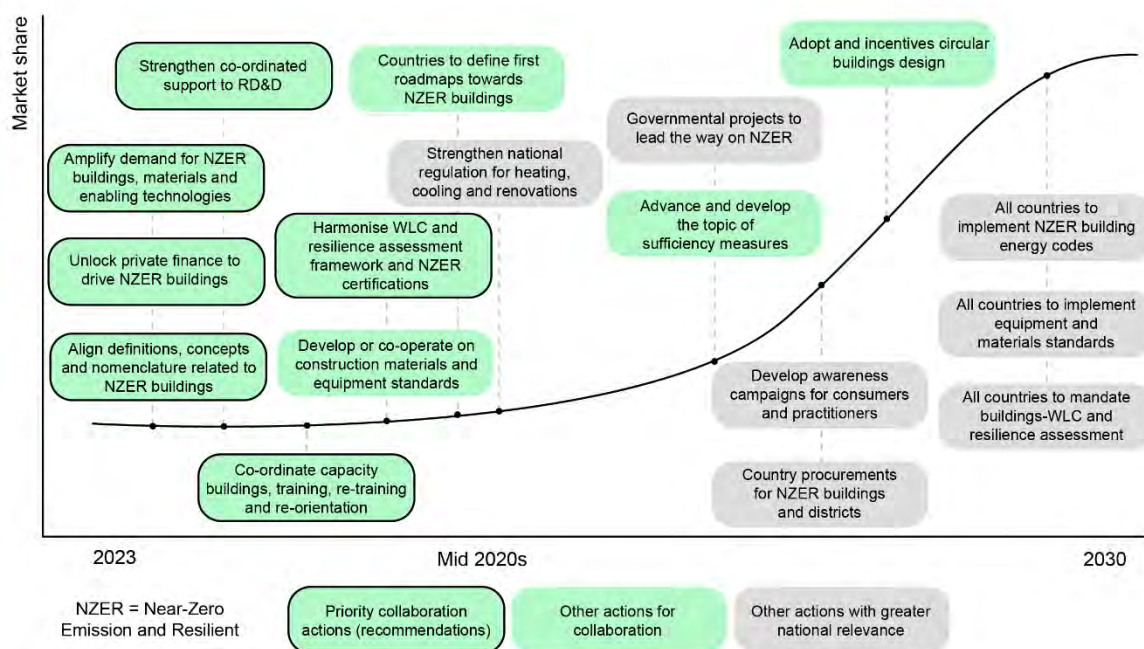 Market share
Strengthen co-ordinated
support to RD&D
Countries to define first
roadmaps towards
NZER buildings
Adopt and incentives circular
buildings design
Amplify demand for NZER
buildings, materials and
enabling technologies
Strengthen national
regulation for heating,
cooling and renovations
Governmental projects to
lead the way on NZER
Unlock private finance to
drive NZER buildings
Harmonise WLC and
resilience assessment
framework and NZER
certifications
Advance and develop
the topic of
sufficiency measures
All countries to
implement NZER building
energy codes
Align definitions, concepts
and nomenclature related to
NZER buildings
Develop or co-operate on
construction materials and
equipment standards
All countries to implement
equipment and
materials standards
Develop awareness
campaigns for consumers
and practitioners
All countries to mandate
buildings-WLC and
resilience assessment
Co-ordinate capacity
buildings, training, re-training
and re-orientation
Country procurements
for NZER buildings
and districts
2023
Mid 2020s
2030
NZER = Near-Zero
Emission and Resilient
Priority collaboration
actions (recommendations)
Other actions for
collaboration
Other actions with greater
national relevance